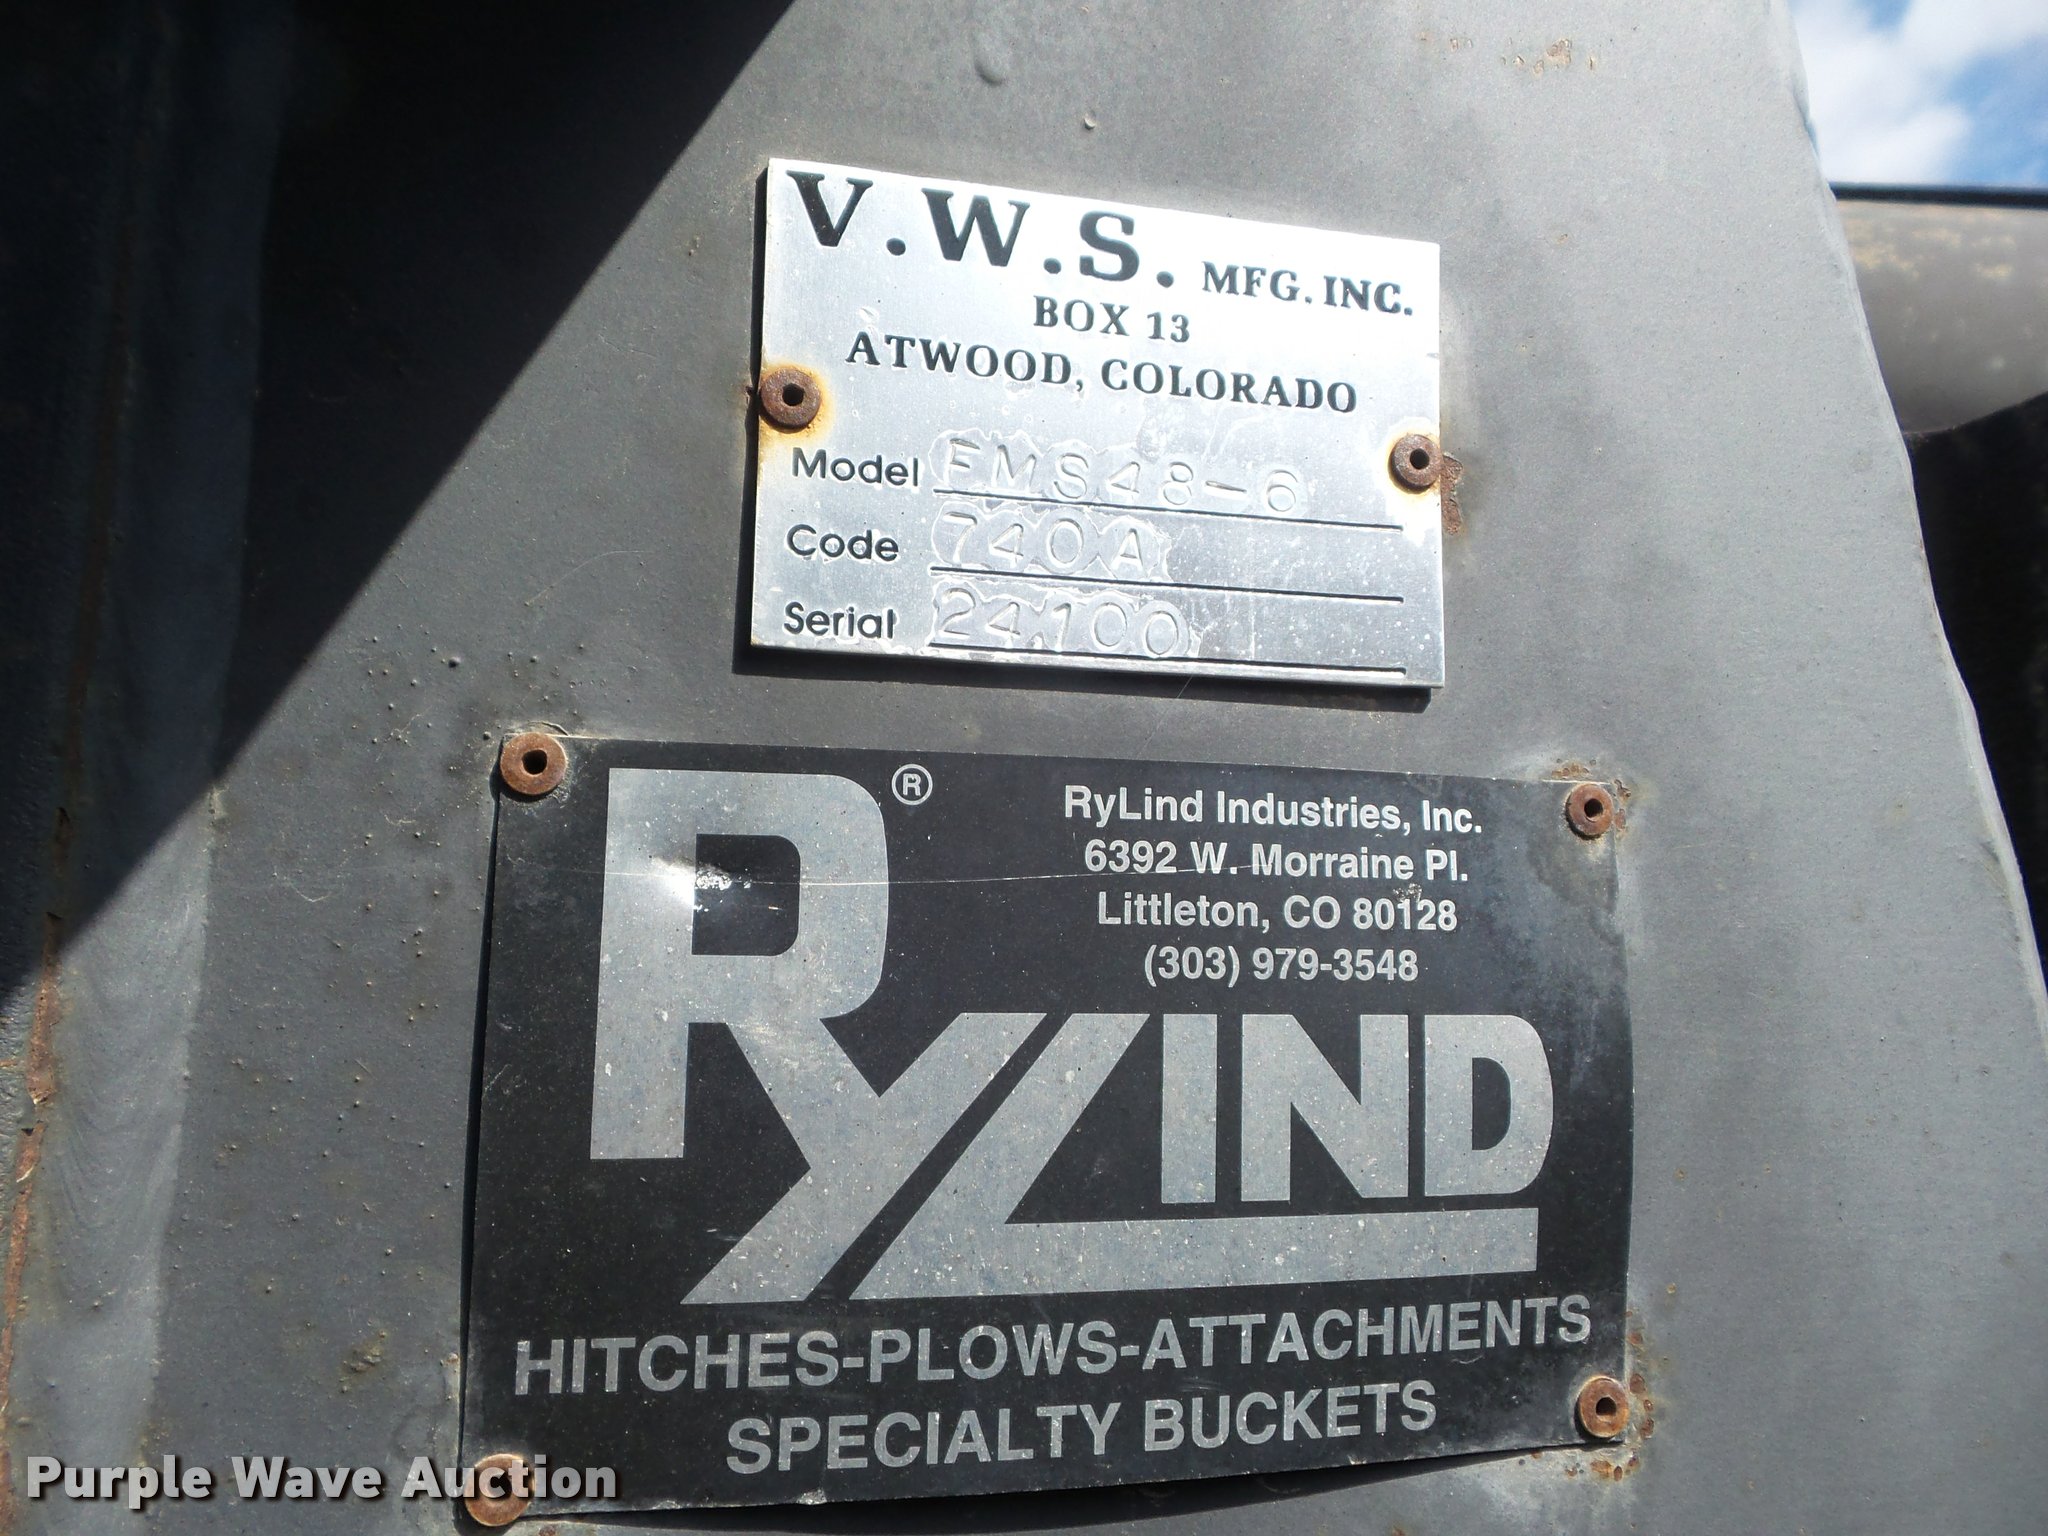 V.W.S. MFG. INC.
BOX 13
ATWOOD, COLORADO
Model FMS48-6
Code 740A
Serial 24100
RYLIND ®
RyLind Industries, Inc.
6392 W. Morraine Pl.
Littleton, CO 80128
(303) 979-3548
HITCHES-PLOWS-ATTACHMENTS
SPECIALTY BUCKETS
Purple Wave Auction